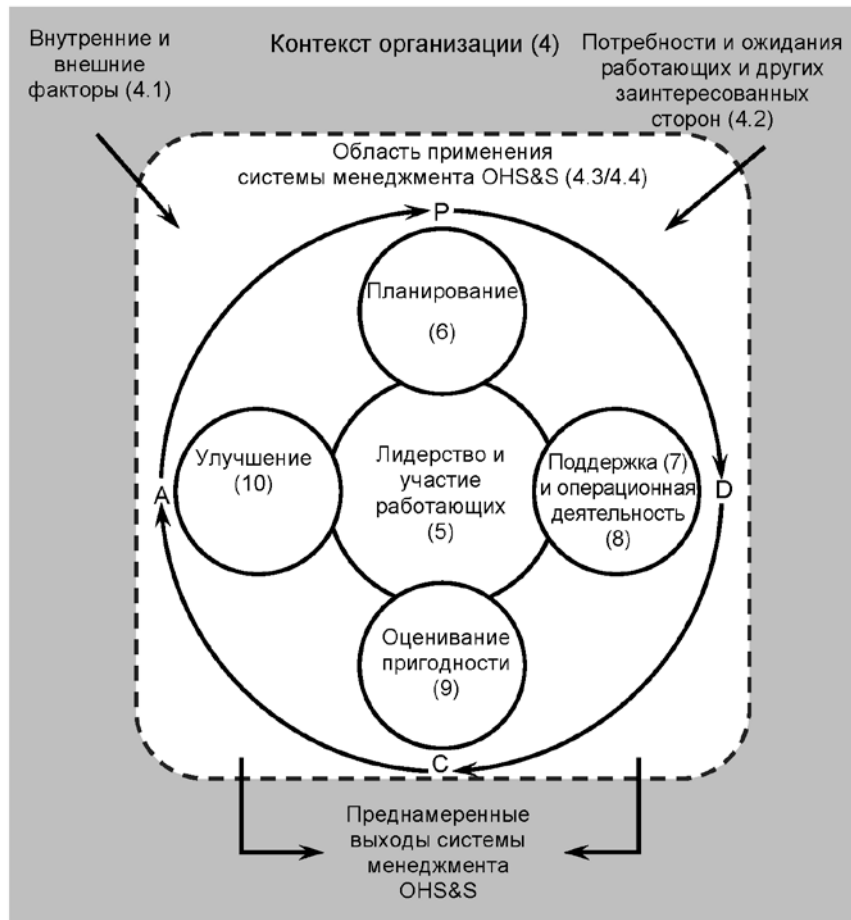 Внутренние и
внешние
факторы (4.1)
Контекст организации (4)
Потребности и ожидания
работающих и других
заинтересованных
сторон (4.2)
Область применения
системы менеджмента OHS&S (4.3/4.4)
P
Планирование
(6)
Улучшение
(10)
Лидерство и
участие
работающих
(5)
Поддержка (7)
и операционная
деятельность
(8)
A
D
Оценивание
пригодности
(9)
C
Преднамеренные
выходы системы
менеджмента
OHS&S